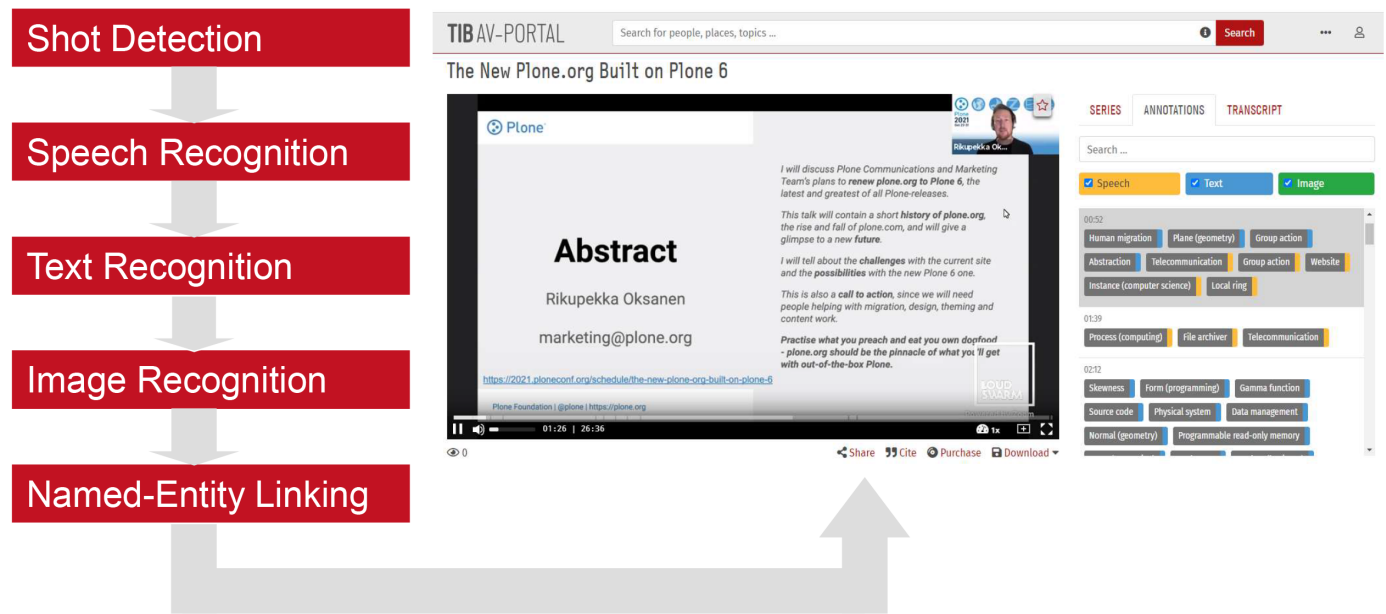 Shot Detection
Speech Recognition
Text Recognition
Image Recognition
Named-Entity Linking
TIB AV-PORTAL
Search for people, places, topics ...
Search
The New Plone.org Built on Plone 6
Plone
Plone
2021
Rikupekka Ok...
Abstract
Rikupekka Oksanen
marketing@plone.org
https://2021.ploneconf.org/schedule/the-new-plone-org-built-on-plone-6
Plone Foundation | @plone | https://plone.org
I will discuss Plone Communications and Marketing
Team's plans to renew plone.org to Plone 6, the
latest and greatest of all Plone-releases.
This talk will contain a short history of plone.org,
the rise and fall of plone.com, and will give a
glimpse to a new future.
I will tell about the challenges with the current site
and the possibilities with the new Plone 6 one.
This is also a call to action, since we will need
people helping with migration, design, theming and
content work.
Practise what you preach and eat you own dogfood
- plone.org should be the pinnacle of what you'll get
with out-of-the-box Plone.
LOUD
SWARM
01:26 | 26:36
1x
0
Share Cite Purchase Download
SERIES ANNOTATIONS TRANSCRIPT
Search ...
Speech Text Image
00:52
Human migration Plane (geometry) Group action
Abstraction Telecommunication Group action Website
Instance (computer science) Local ring
01:39
Process (computing) File archiver Telecommunication
02:12
Skewness Form (programming) Gamma function
Source code Physical system Data management
Normal (geometry) Programmable read-only memory